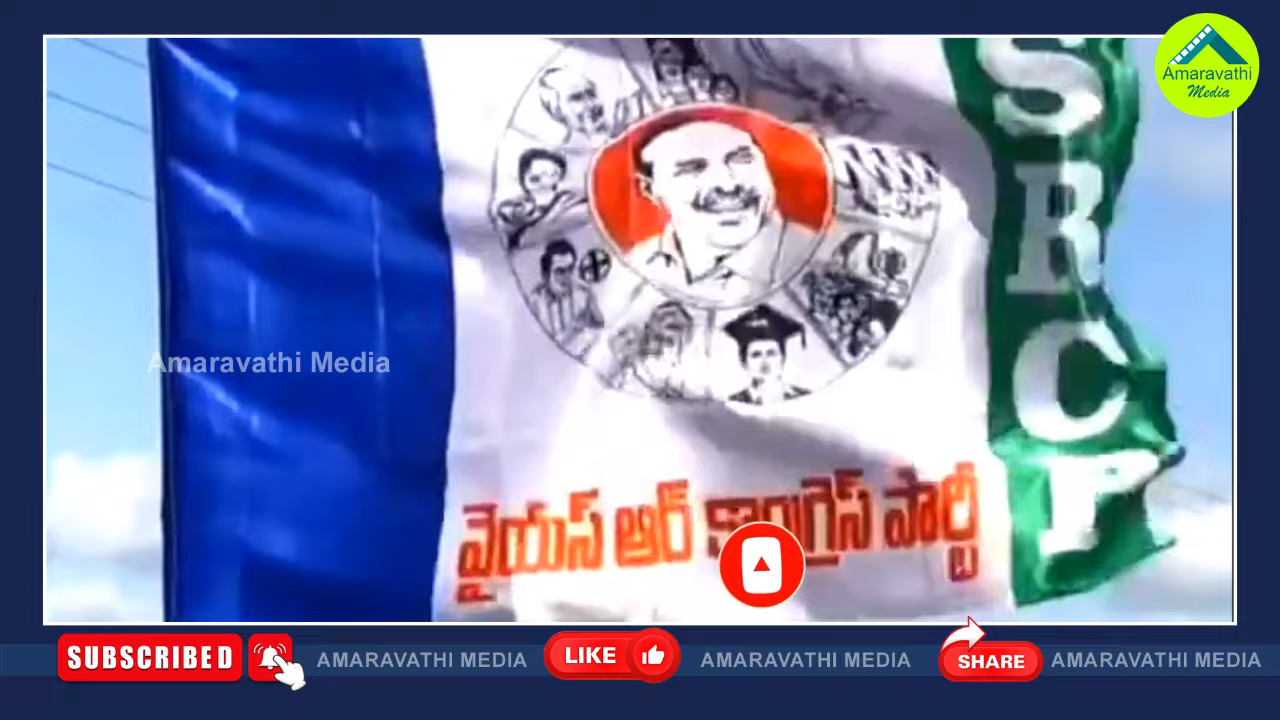 Amaravathi
Media
SRCP
Amaravathi Media
వైయస్ ఆర్ కాంగ్రెస్ పార్టీ
SUBSCRIBED
AMARAVATHI MEDIA
LIKE
AMARAVATHI MEDIA
SHARE
AMARAVATHI MEDIA